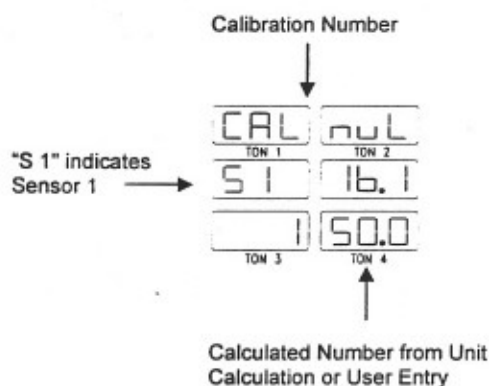 Calibration Number
CAL nuL
TON 1 TON 2
"S 1" indicates
Sensor 1
S1 16.1
1 50.0
TON 3 TON 4
Calculated Number from Unit
Calculation or User Entry